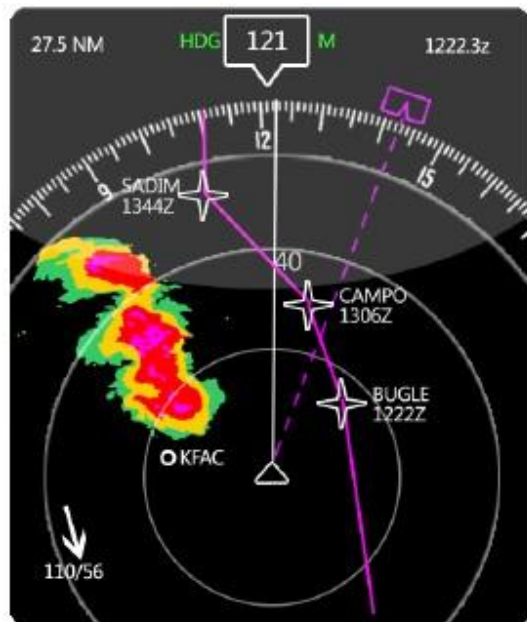 27.5 NM
HDG 121 M
1222.3z
9
12
15
SADIM
1344Z
40
CAMPO
1306Z
BUGLE
1222Z
KFAC
110/56